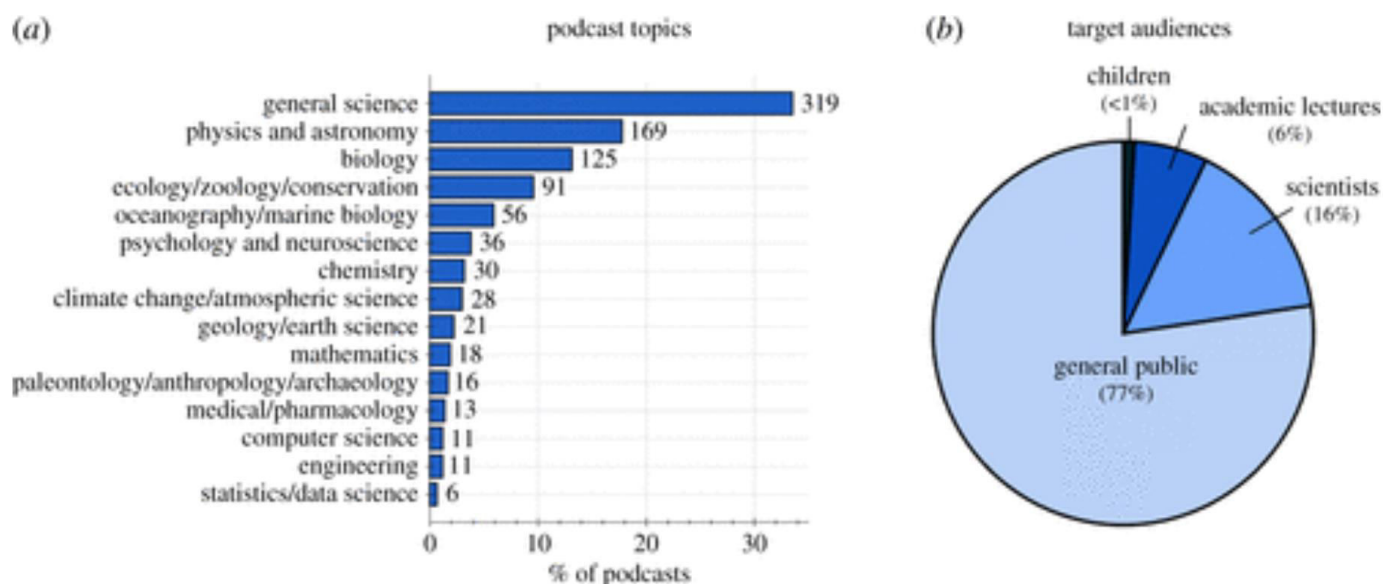 (a)
podcast topics
general science 319
physics and astronomy 169
biology 125
ecology/zoology/conservation 91
oceanography/marine biology 56
psychology and neuroscience 36
chemistry 30
climate change/atmospheric science 28
geology/earth science 21
mathematics 18
paleontology/anthropology/archaeology 16
medical/pharmacology 13
computer science 11
engineering 11
statistics/data science 6
0 10 20 30
% of podcasts
(b)
target audiences
children
(<1%)
academic lectures
(6%)
scientists
(16%)
general public
(77%)